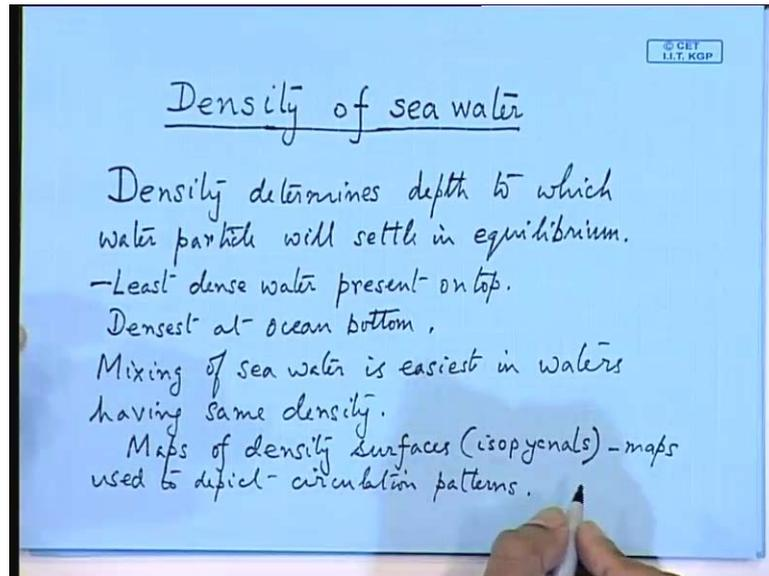 © CET
I.I.T. KGP
Density of sea water
Density determines depth to which
water particle will settle in equilibrium.
- Least dense water present on top.
Densest at ocean bottom.
Mixing of sea water is easiest in waters
having same density.
Maps of density surfaces (isopycnals) - maps
used to depict circulation patterns.